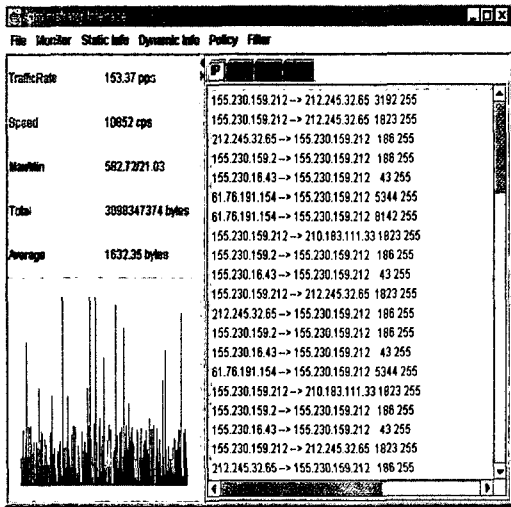 File Monitor Static Info Dynamic Info Policy Filter
TrafficRate 153.37 pps
Speed 10852 cps
Max/Min 582.72/21.03
Total 3098347374 bytes
Average 1632.35 byles
IP
155.230.159.212 --> 212.245.32.65 3192 255
155.230.159.212 --> 212.245.32.65 1823 255
212.245.32.65 --> 155.230.159.212 186 255
155.230.159.2 --> 155.230.159.212 186 255
155.230.16.43 --> 155.230.159.212 43 255
61.76.191.154 --> 155.230.159.212 5344 255
61.76.191.154 --> 155.230.159.212 8142 255
155.230.159.212 --> 210.183.111.33 1823 255
155.230.159.2 --> 155.230.159.212 186 255
155.230.16.43 --> 155.230.159.212 43 255
155.230.159.212 --> 212.245.32.65 1823 255
212.245.32.65 --> 155.230.159.212 186 255
155.230.159.2 --> 155.230.159.212 186 255
155.230.16.43 --> 155.230.159.212 43 255
61.76.191.154 --> 155.230.159.212 5344 255
155.230.159.212 --> 210.183.111.33 1823 255
155.230.159.2 --> 155.230.159.212 186 255
155.230.16.43 --> 155.230.159.212 43 255
155.230.159.212 --> 212.245.32.65 1823 255
212.245.32.65 --> 155.230.159.212 186 255